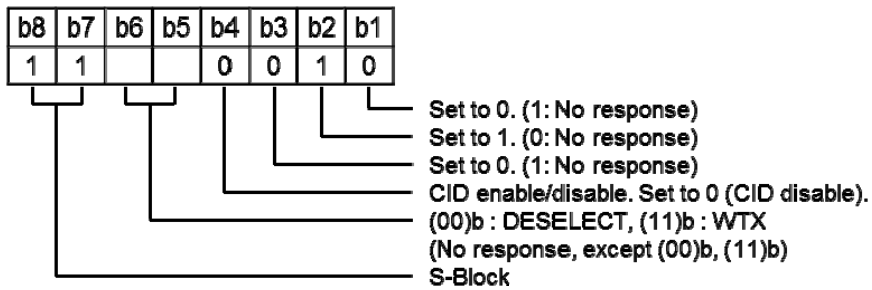 b8 b7 b6 b5 b4 b3 b2 b1
1 1 0 0 1 0
Set to 0. (1: No response)
Set to 1. (0: No response)
Set to 0. (1: No response)
CID enable/disable. Set to 0 (CID disable).
(00)b : DESELECT, (11)b : WTX
(No response, except (00)b, (11)b)
S-Block